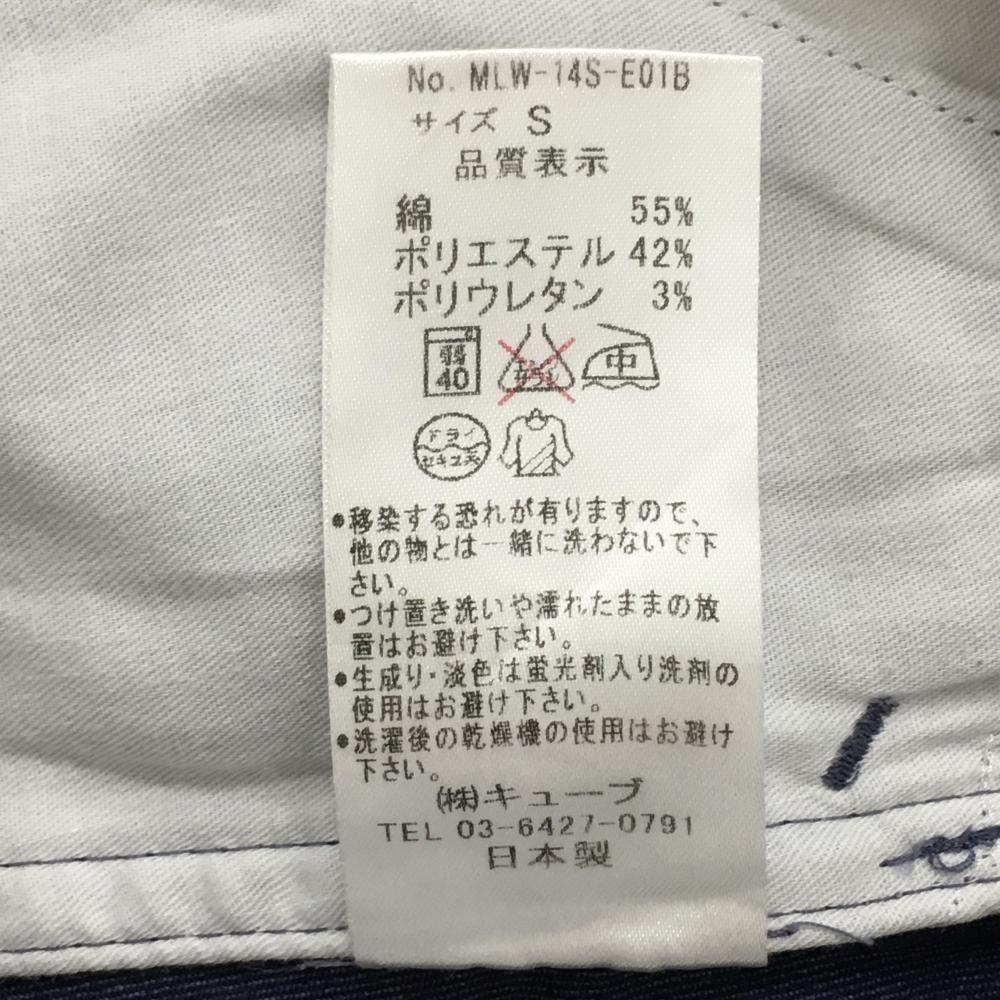 No. MLW-14S-E01B
サイズ S
品質表示
綿 55%
ポリエステル 42%
ポリウレタン 3%
弱
40
エンソ
サラシ
中
ドライ
セキユ系
●移染する恐れが有りますので、
他の物とは一緒に洗わないで下
さい。
●つけ置き洗いや濡れたままの放
置はお避け下さい。
●生成り・淡色は蛍光剤入り洗剤の
使用はお避け下さい。
●洗濯後の乾燥機の使用はお避け
下さい。
(株)キューブ
TEL 03-6427-0791
日本製